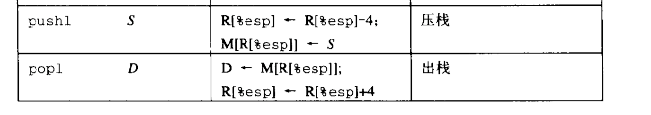 pushl S R[%esp] ← R[%esp]-4; 压栈
M[R[%esp]] ← S
popl D D ← M[R[%esp]]; 出栈
R[%esp] ← R[%esp]+4